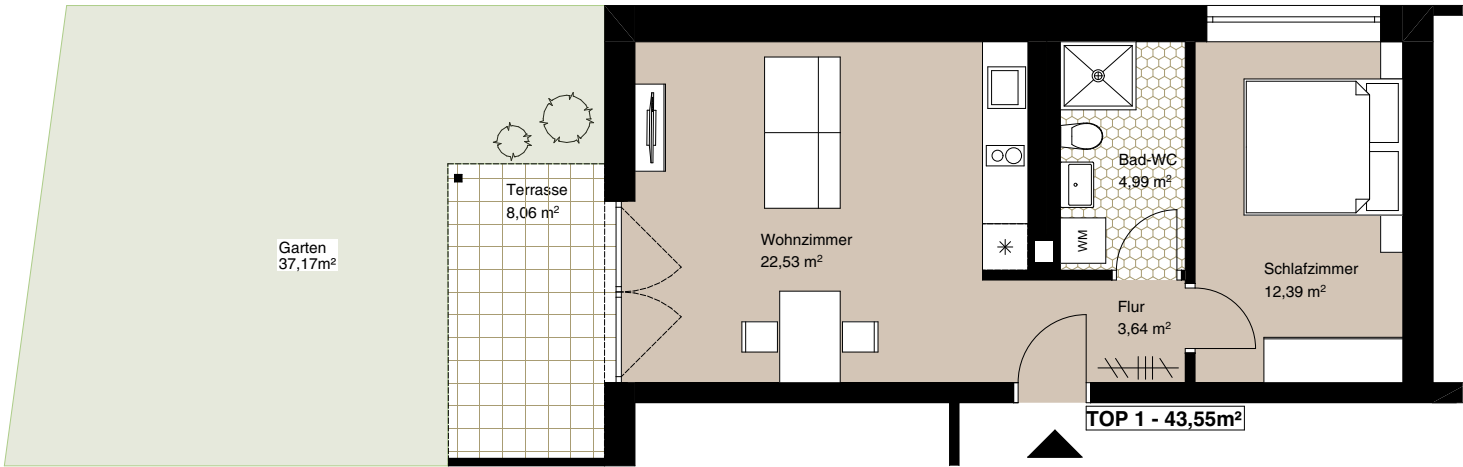 Garten
37,17m²
Terrasse
8,06 m²
Wohnzimmer
22,53 m²
Bad-WC
4,99 m²
WM
Flur
3,64 m²
Schlafzimmer
12,39 m²
TOP 1 - 43,55m²